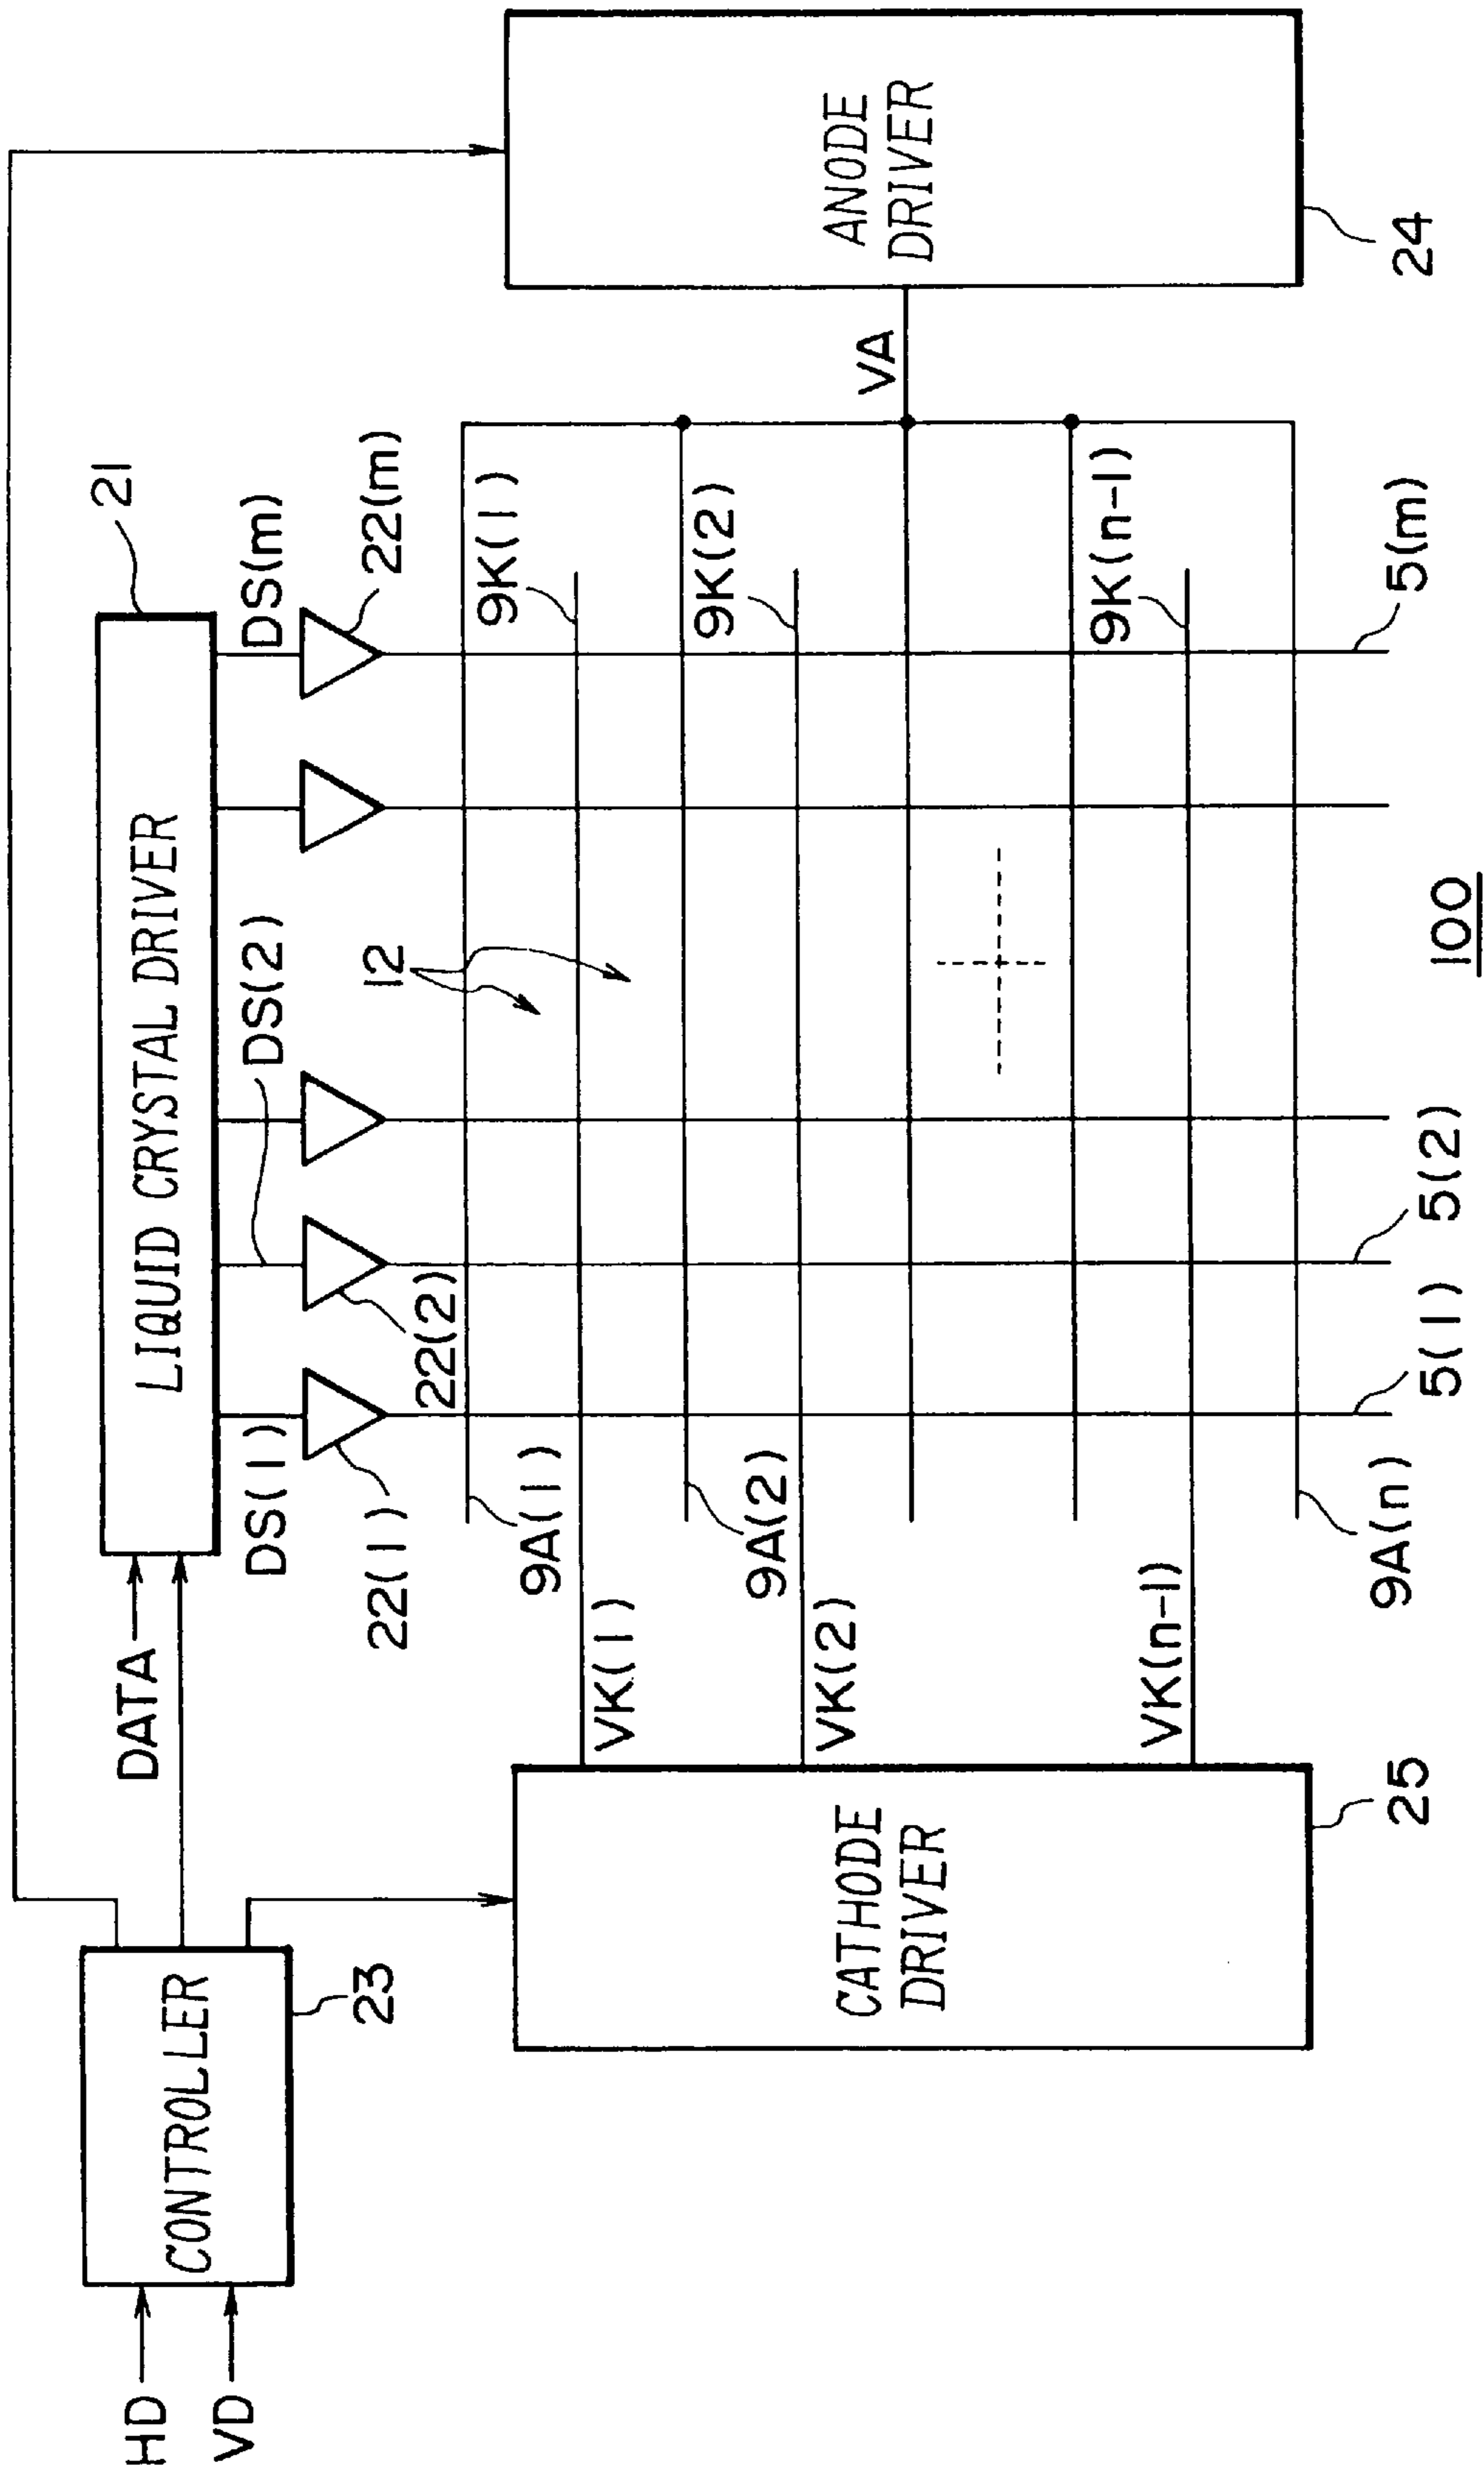 HD
VD
CONTROLLER
23
DATA
LIQUID CRYSTAL DRIVER
21
DS(1)
DS(2)
DS(m)
22(1)
22(2)
22(m)
12
9A(1)
9K(1)
9A(2)
9K(2)
9K(n-1)
9A(n)
VK(1)
VK(2)
VK(n-1)
CATHODE
DRIVER
25
VA
ANODE
DRIVER
24
5(1)
5(2)
5(m)
100